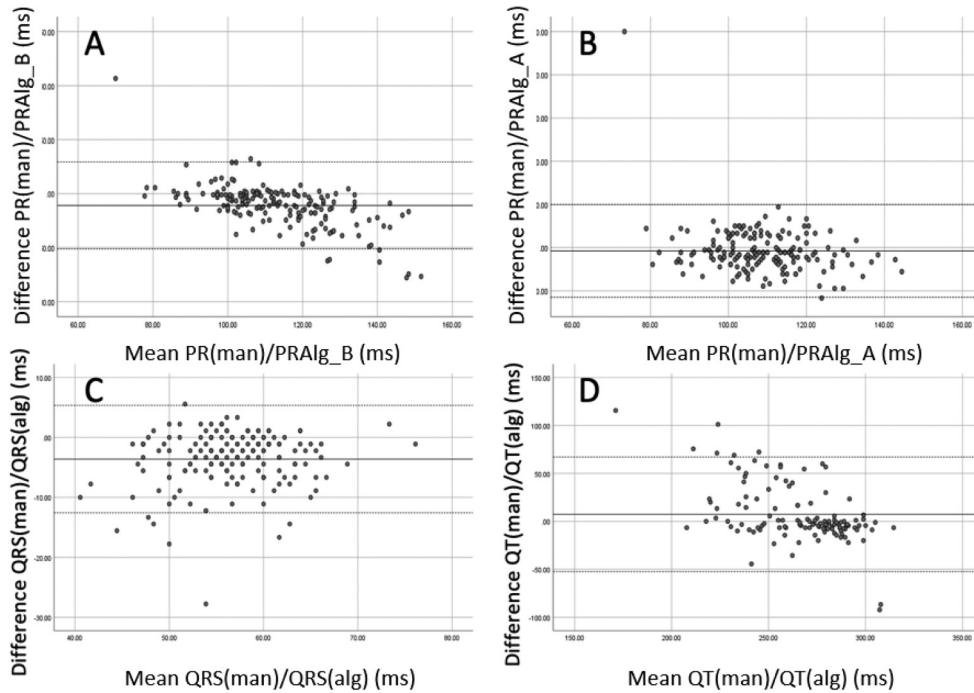 A
Difference PR(man)/PRAlg_B (ms)
60.00 80.00 100.00 120.00 140.00 160.00
Mean PR(man)/PRAlg_B (ms)
B
Difference PR(man)/PRAlg_A (ms)
60.00 80.00 100.00 120.00 140.00 160.0
Mean PR(man)/PRAlg_A (ms)
C
Difference QRS(man)/QRS(alg) (ms)
10.00
.00
-10.00
-20.00
-30.00
40.00 50.00 60.00 70.00 80.00
Mean QRS(man)/QRS(alg) (ms)
D
Difference QT(man)/QT(alg) (ms)
150.00
100.00
50.00
.00
-50.00
-100.00
150.00 200.00 250.00 300.00 350.00
Mean QT(man)/QT(alg) (ms)